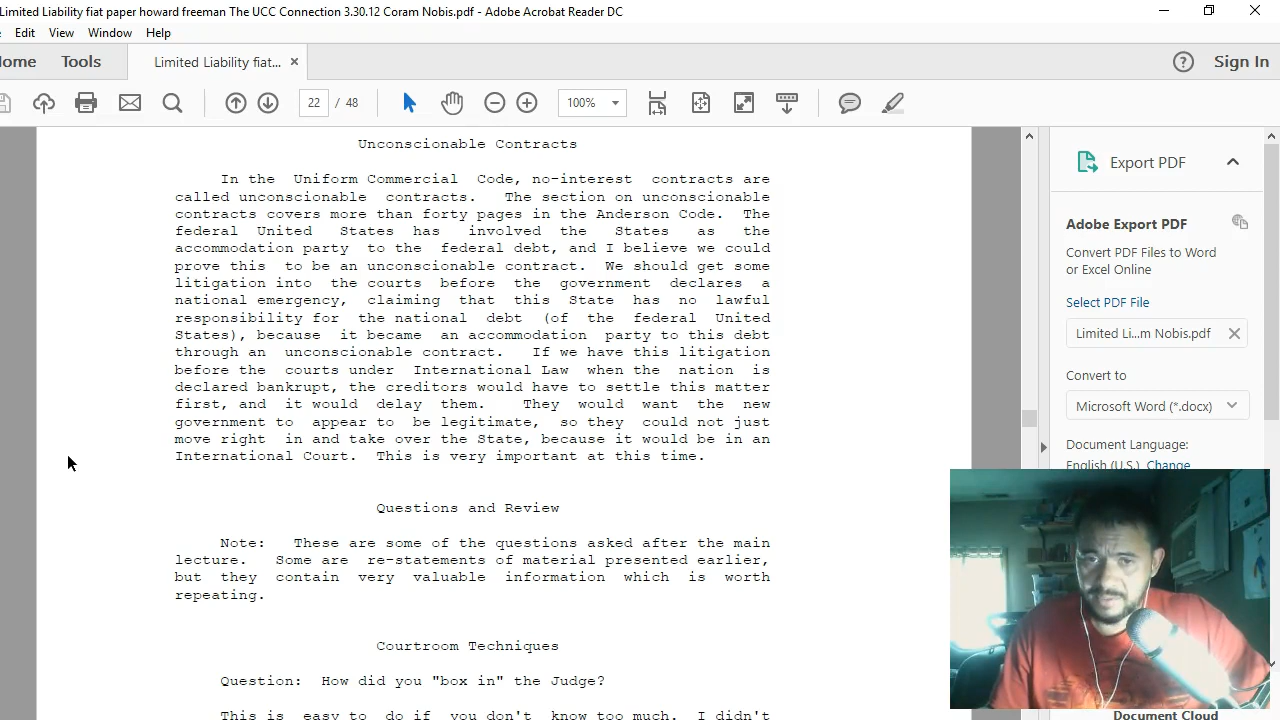 Limited Liability fiat paper howard freeman The UCC Connection 3.30.12 Coram Nobis.pdf - Adobe Acrobat Reader DC
Edit View Window Help
ome Tools Limited Liability fiat... × ? Sign In
22 / 48 100%
Unconscionable Contracts
In the Uniform Commercial Code, no-interest contracts are
called unconscionable contracts. The section on unconscionable
contracts covers more than forty pages in the Anderson Code. The
federal United States has involved the States as the
accommodation party to the federal debt, and I believe we could
prove this to be an unconscionable contract. We should get some
litigation into the courts before the government declares a
national emergency, claiming that this State has no lawful
responsibility for the national debt (of the federal United
States), because it became an accommodation party to this debt
through an unconscionable contract. If we have this litigation
before the courts under International Law when the nation is
declared bankrupt, the creditors would have to settle this matter
first, and it would delay them. They would want the new
government to appear to be legitimate, so they could not just
move right in and take over the State, because it would be in an
International Court. This is very important at this time.
Questions and Review
Note: These are some of the questions asked after the main
lecture. Some are re-statements of material presented earlier,
but they contain very valuable information which is worth
repeating.
Courtroom Techniques
Question: How did you "box in" the Judge?
This is easy to do if you don't know too much. I didn't
Export PDF
Adobe Export PDF
Convert PDF Files to Word
or Excel Online
Select PDF File
Limited Li...m Nobis.pdf
Convert to
Microsoft Word (*.docx)
Document Language:
English (U.S.) Change
Document Cloud